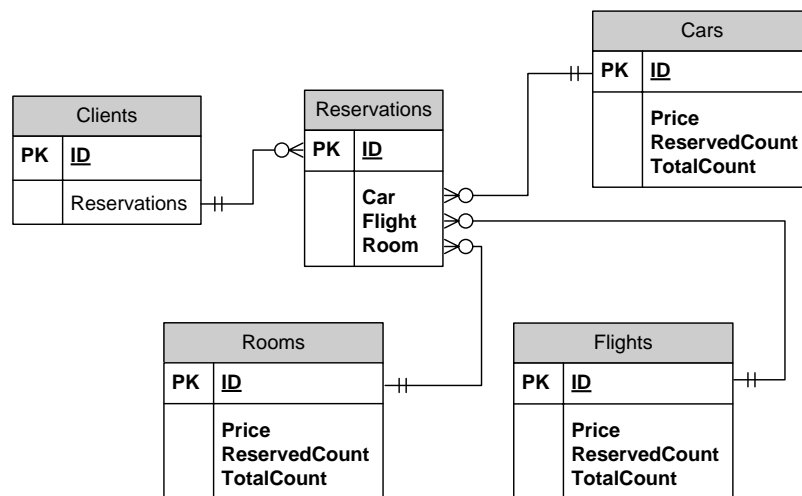 Cars
PK ID
Price
ReservedCount
TotalCount
Clients
PK ID
Reservations
Reservations
PK ID
Car
Flight
Room
Rooms
PK ID
Price
ReservedCount
TotalCount
Flights
PK ID
Price
ReservedCount
TotalCount